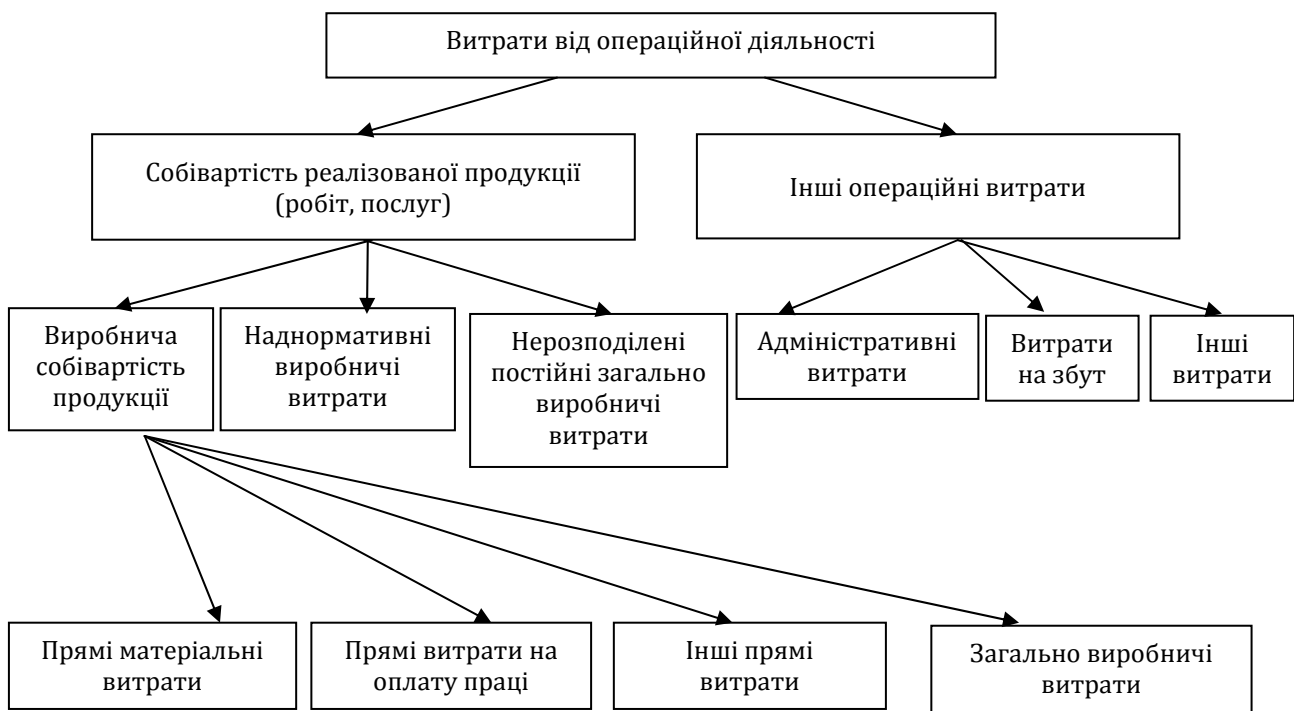 Витрати від операційної діяльності
Собівартість реалізованої продукції
(робіт, послуг)
Інші операційні витрати
Виробнича
собівартість
продукції
Наднормативні
виробничі
витрати
Нерозподілені
постійні загально
виробничі
витрати
Адміністративні
витрати
Витрати
на збут
Інші
витрати
Прямі матеріальні
витрати
Прямі витрати на
оплату праці
Інші прямі
витрати
Загально виробничі
витрати